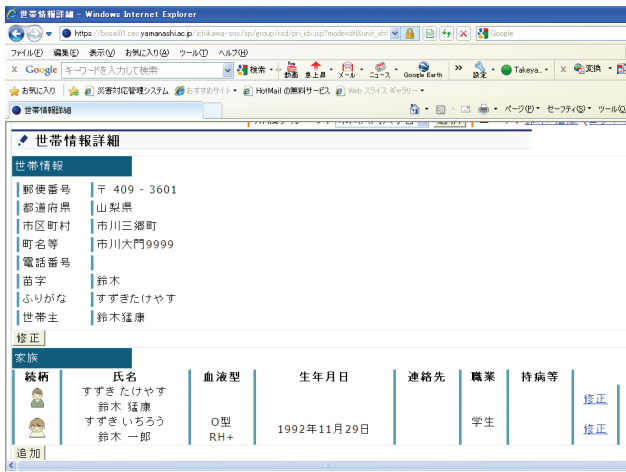 世帯情報詳細 - Windows Internet Explorer
https://bosai01.cec.yamanashi.ac.jp/ichikawa-sns/sp/group/rod/prj_idx.jsp?mode=dtl&unit_id=
Google
ファイル(F) 編集(E) 表示(V) お気に入り(A) ツール(T) ヘルプ(H)
× Google キーワードを入力して検索 検索 動画 急上昇 メール ニュース Google Earth » 設定 Takeya... × 変換
お気に入り 災害対応管理システム おすすめサイト HotMail の無料サービス Web スライス ギャラリー
世帯情報詳細 ページ(P) セーフティ(S) ツール(O)
世帯情報詳細
世帯情報
郵便番号 〒 409 - 3601
都道府県 山梨県
市区町村 市川三郷町
町名等 市川大門9999
電話番号
苗字 鈴木
ふりがな すずきたけやす
世帯主 鈴木猛康
修正
家族
続柄 氏名 血液型 生年月日 連絡先 職業 持病等
すずき たけやす
鈴木 猛康
修正
すずき いちろう
鈴木 一郎
O型
RH+
1992年11月29日
学生
修正
追加